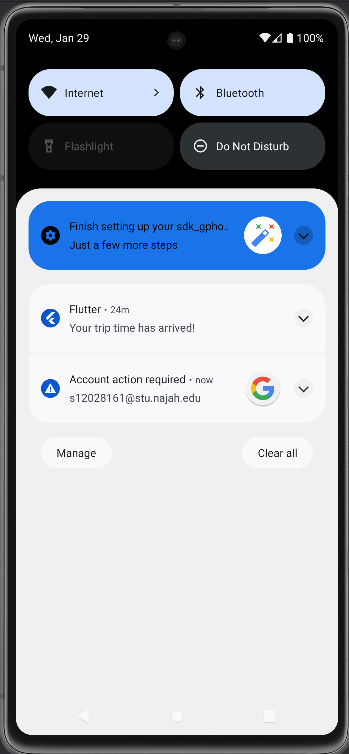 Wed, Jan 29
100%
Internet
Bluetooth
Flashlight
Do Not Disturb
Finish setting up your sdk_gpho..
Just a few more steps
Flutter • 24m
Your trip time has arrived!
Account action required • now
s12028161@stu.najah.edu
Manage
Clear all